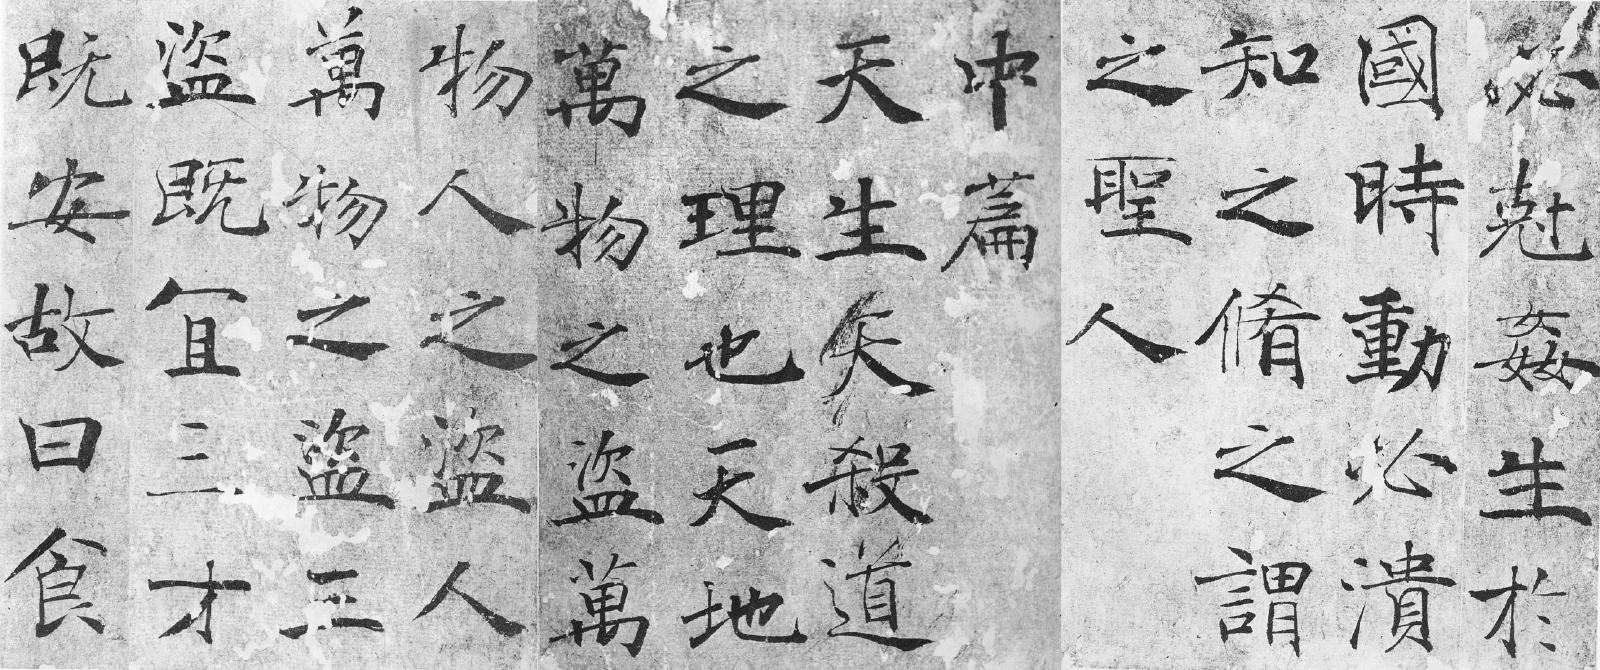 必尅姦生於
國時動必潰
知之脩之謂
之聖人
中篇
天生天殺道
之理也天地
萬物之盜萬
物人之盜人
萬物之盜三
盜既冝三才
既安故曰食